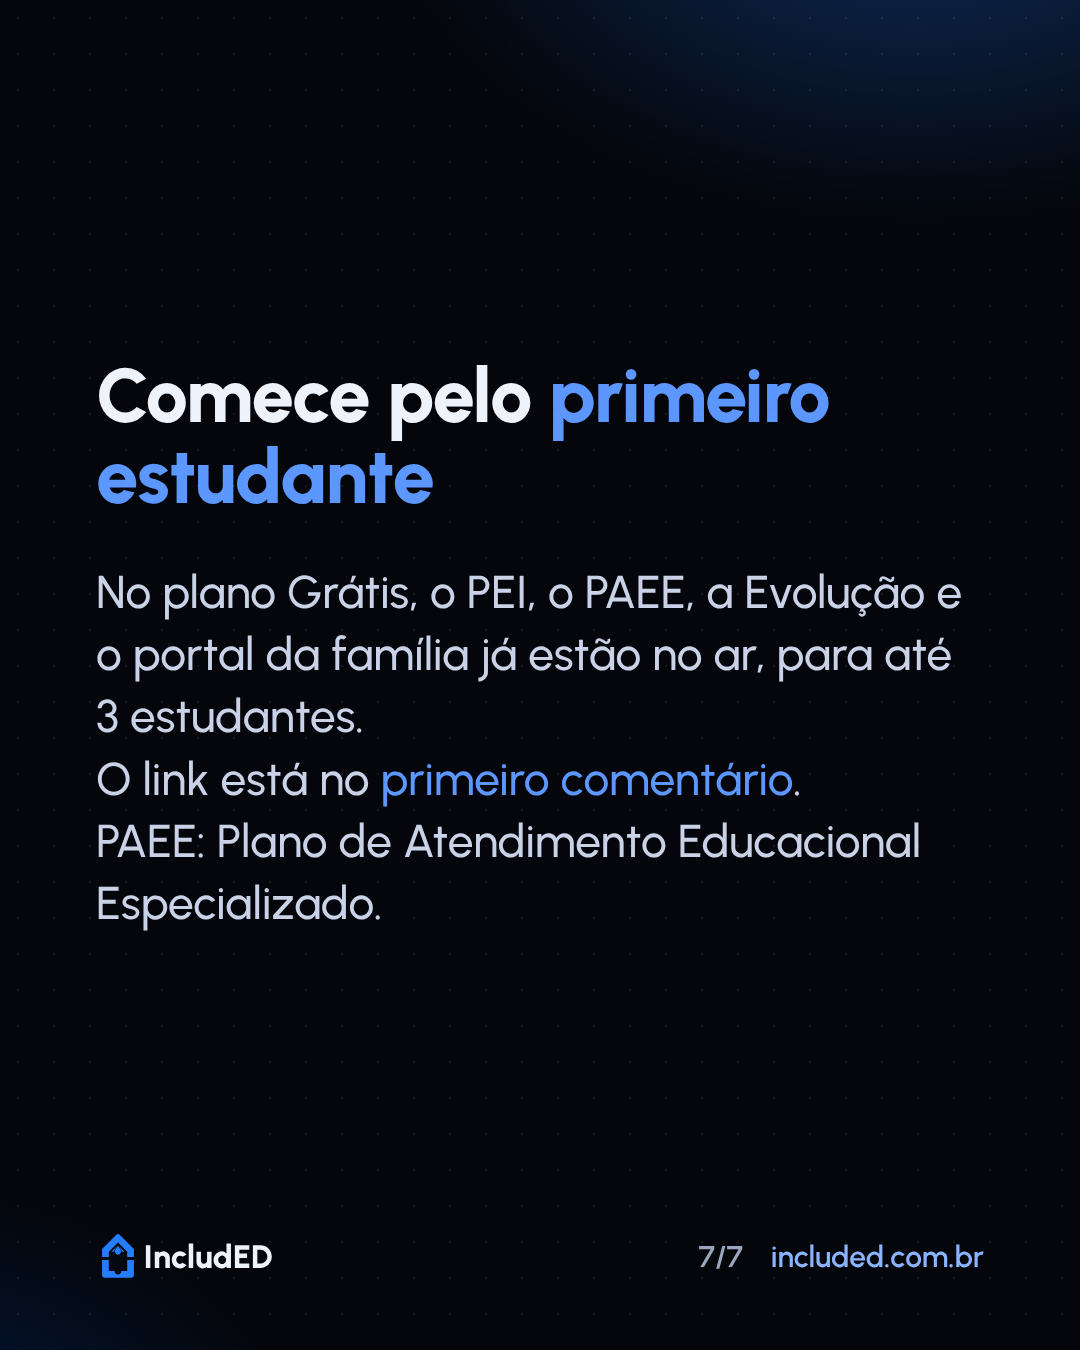 Comece pelo primeiro
estudante
No plano Grátis, o PEI, o PAEE, a Evolução e
o portal da família já estão no ar, para até
3 estudantes.
O link está no primeiro comentário.
PAEE: Plano de Atendimento Educacional
Especializado.
IncludED
7/7
included.com.br